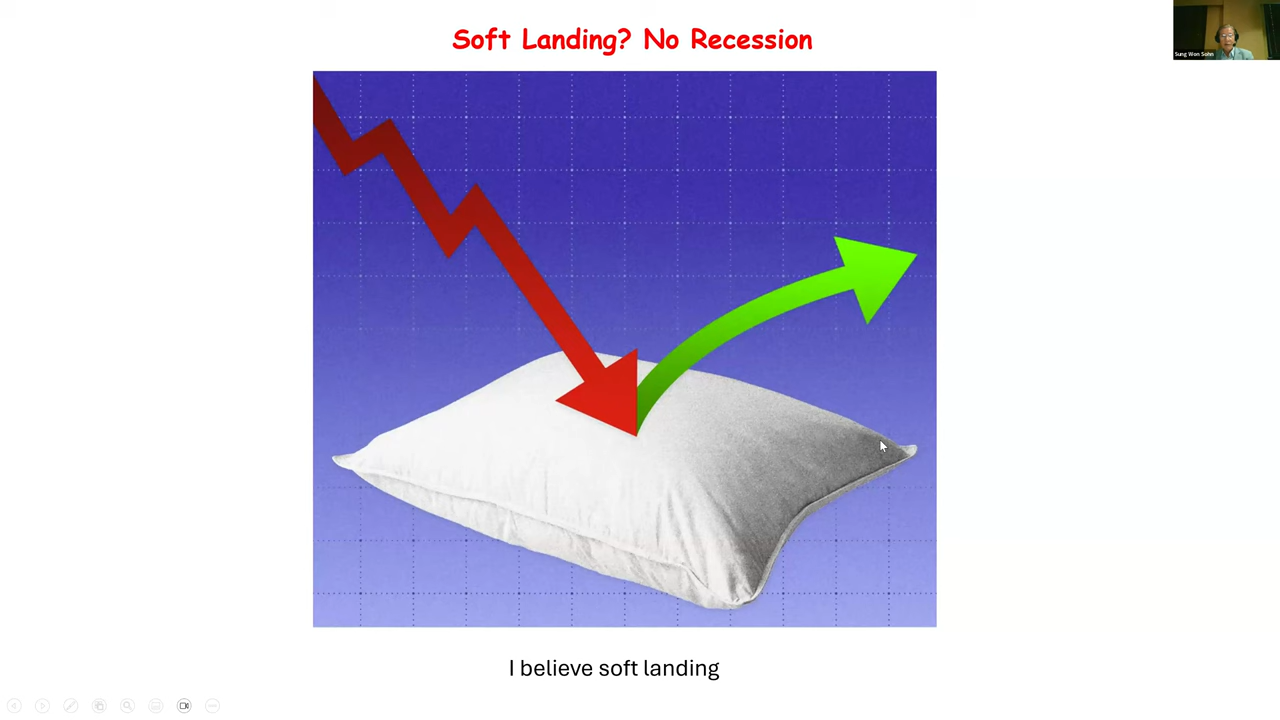 Soft Landing? No Recession
Sung Won Sohn
I believe soft landing